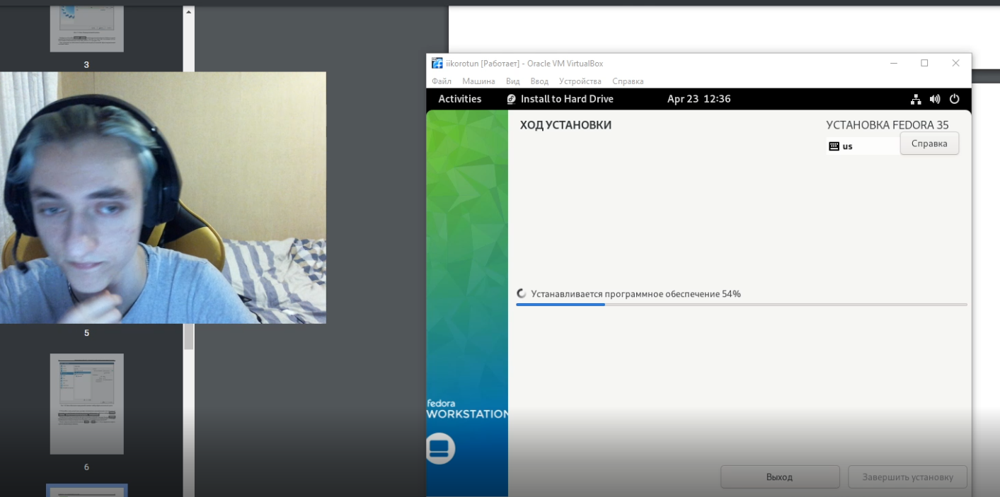 3
5
6
iikorotun [Работает] - Oracle VM VirtualBox
Файл Машина Вид Ввод Устройства Справка
Activities Install to Hard Drive Apr 23 12:36
ХОД УСТАНОВКИ УСТАНОВКА FEDORA 35
us Справка
Устанавливается программное обеспечение 54%
fedora
WORKSTATION
Выход Завершить установку